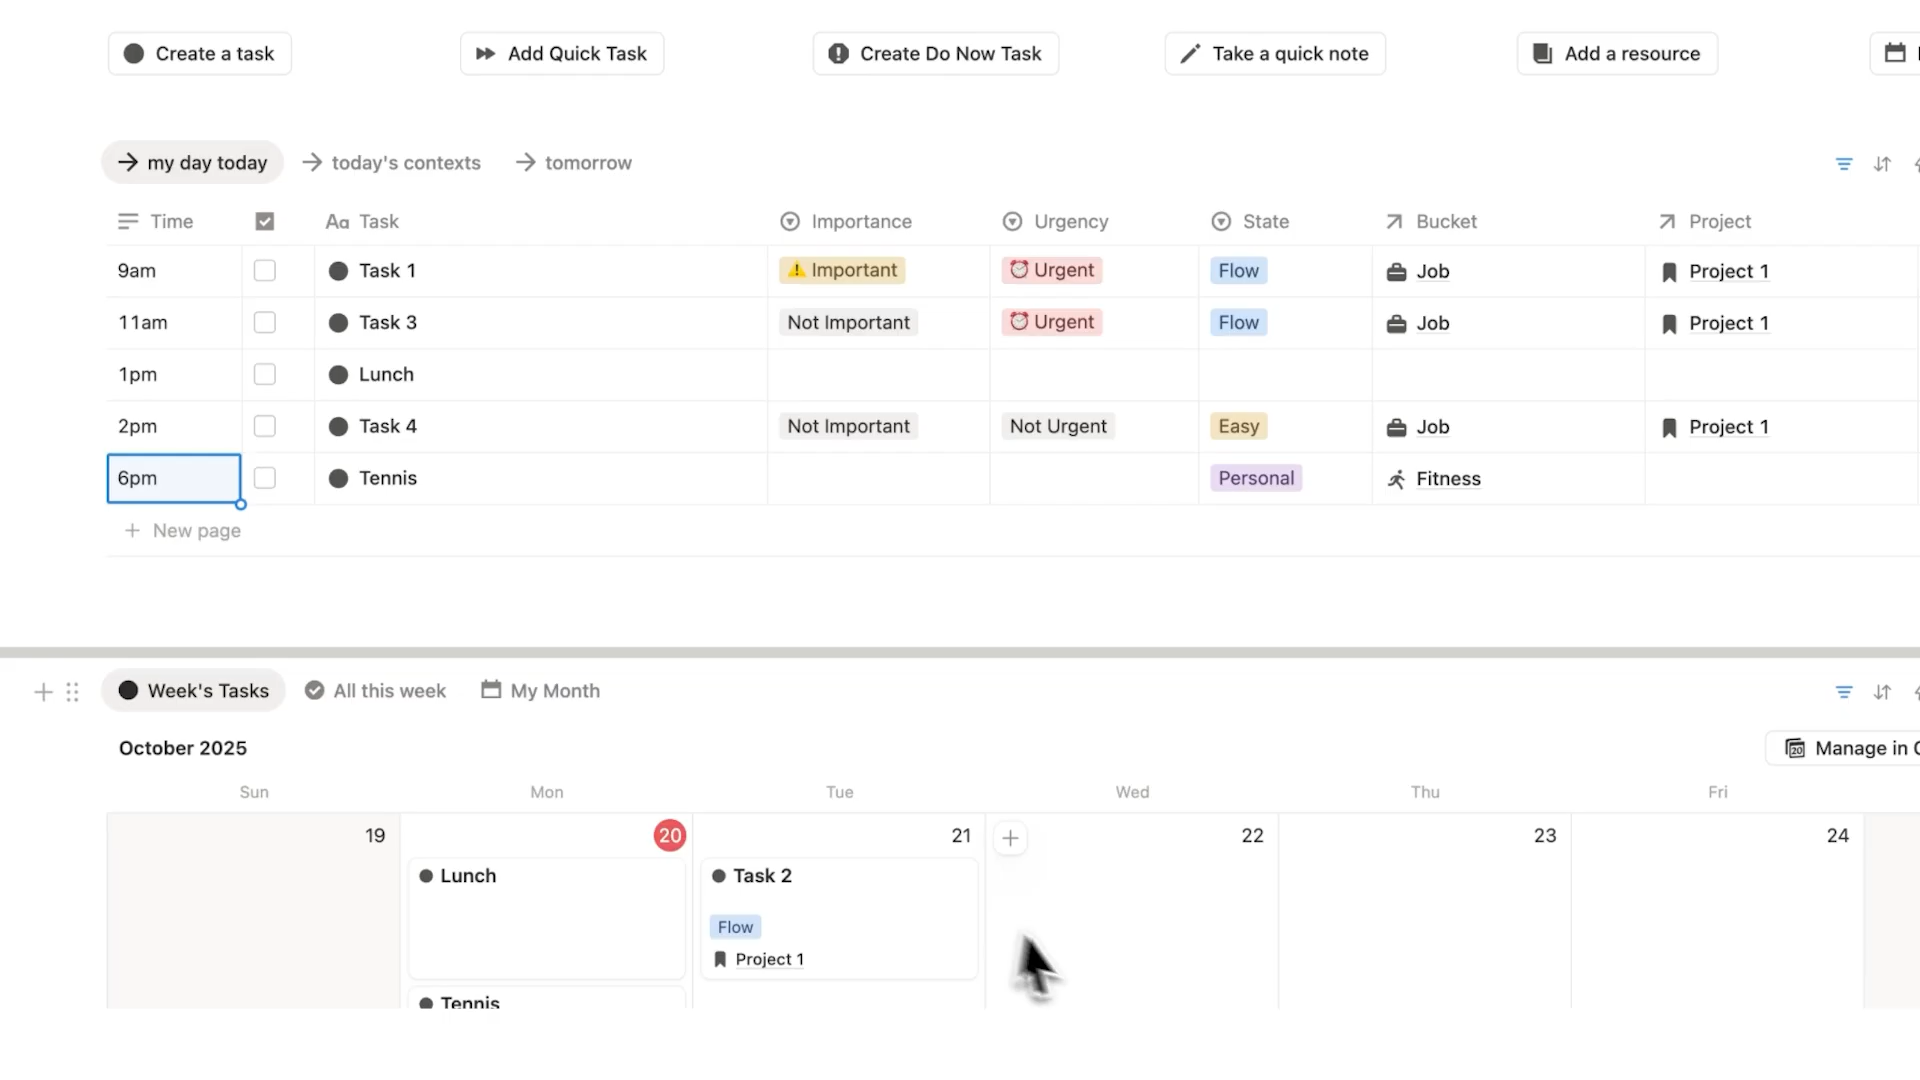 Create a task
Add Quick Task
Create Do Now Task
Take a quick note
Add a resource
my day today
today's contexts
tomorrow
Time
Aa Task
Importance
Urgency
State
Bucket
Project
9am Task 1 ⚠️ Important ⏰ Urgent Flow Job Project 1
11am Task 3 Not Important ⏰ Urgent Flow Job Project 1
1pm Lunch
2pm Task 4 Not Important Not Urgent Easy Job Project 1
6pm Tennis Personal Fitness
+ New page
Week's Tasks
All this week
My Month
October 2025
Manage in
Sun Mon Tue Wed Thu Fri
19 20 21 22 23 24
Lunch
Task 2
Flow
Project 1
Tennis